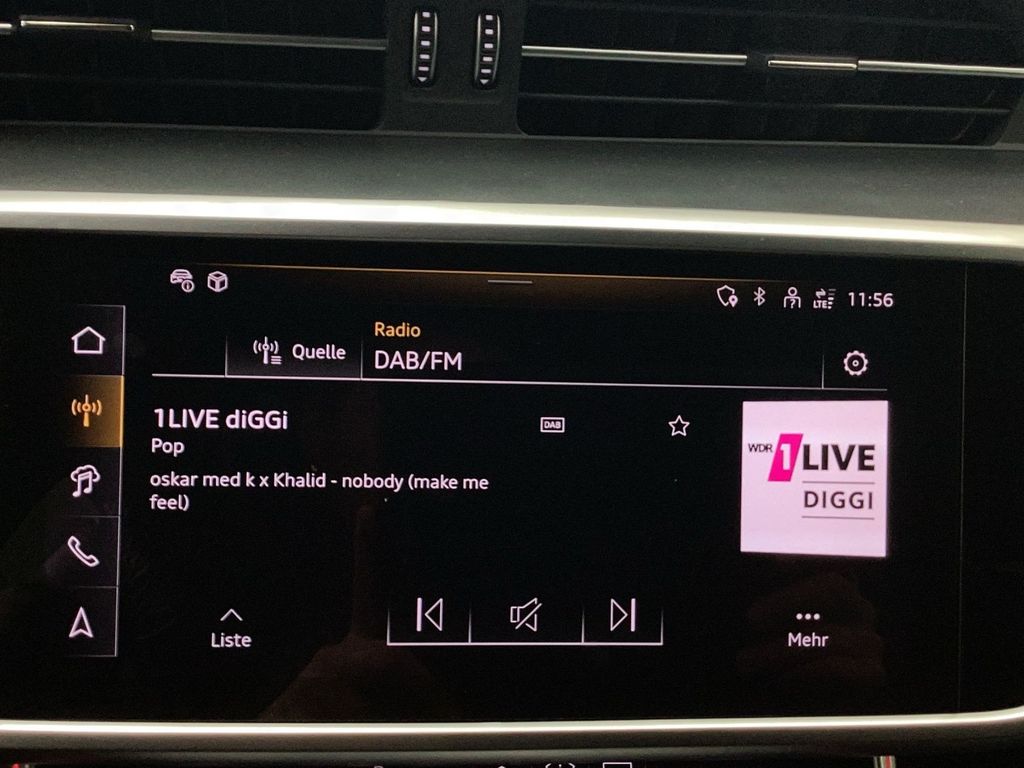 LTE
11:56
Radio
Quelle
DAB/FM
1LIVE diGGi
DAB
Pop
oskar med k x Khalid - nobody (make me
feel)
WDR 1LIVE
DIGGI
Liste
Mehr